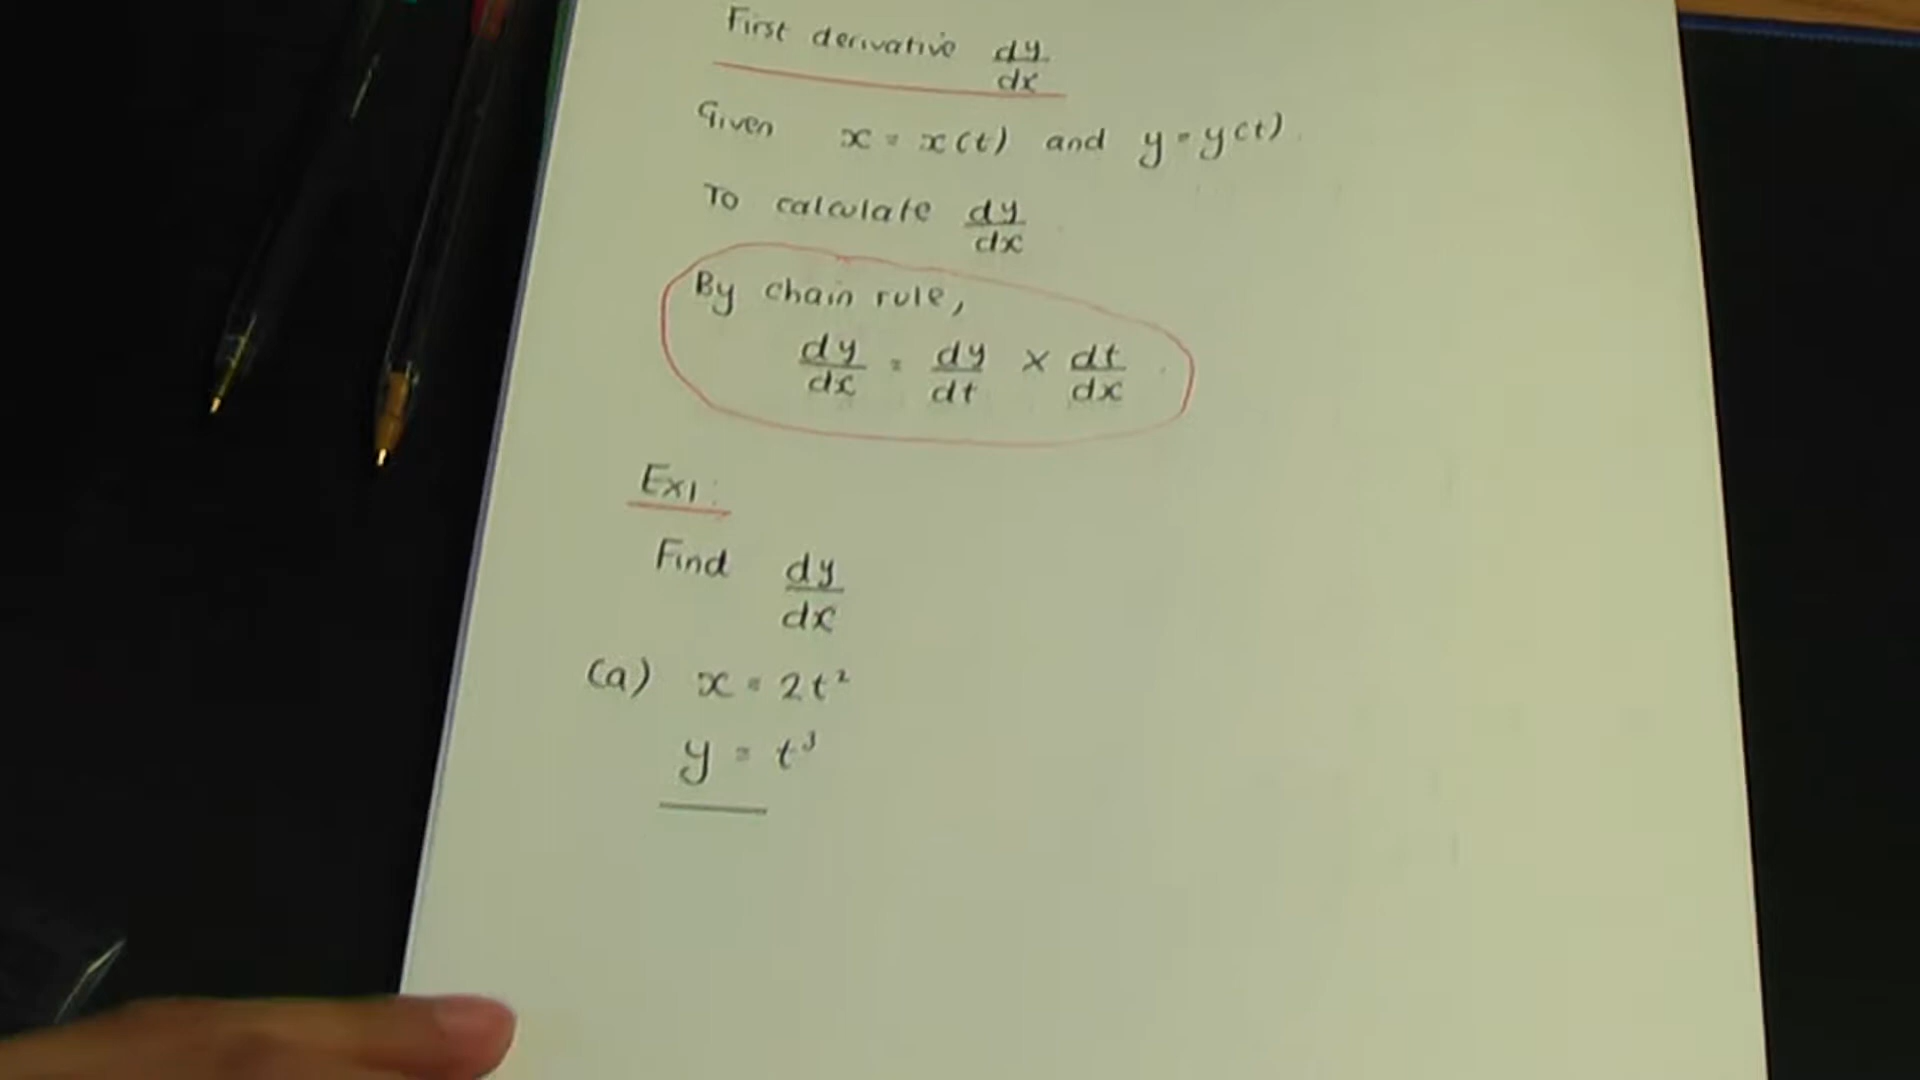 First derivative dy/dx
Given x = x(t) and y = y(t).
To calculate dy/dx
By chain rule,
dy/dx = dy/dt × dt/dx
Ex1:
Find dy/dx
(a) x = 2t²
y = t³